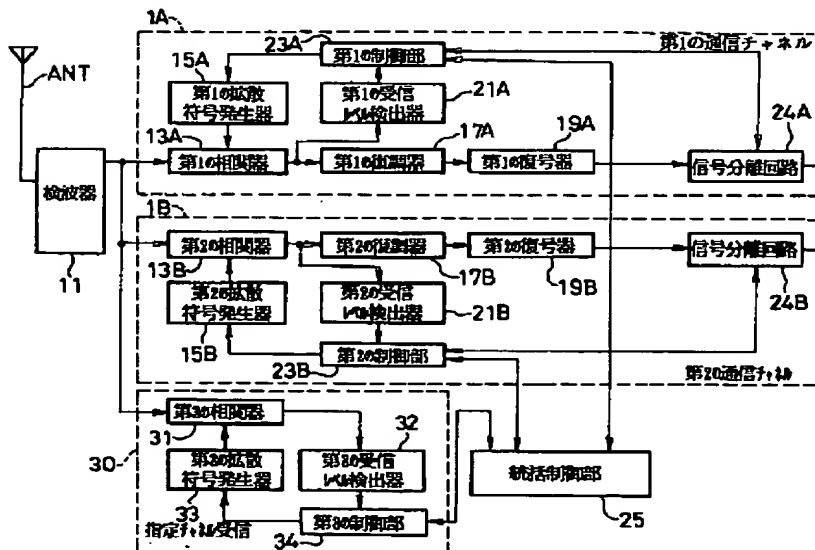 1A
23A
第1の制御部
第1の通信チャネル
ANT
15A
第1の拡散
符号発生器
第1の受信
レベル検出器
21A
24A
13A
17A
19A
第1の相関器
第1の復調器
第1の復号器
信号分離回路
検波器
11
1B
第2の相関器
第2の復調器
第2の復号器
信号分離回路
13B
17B
19B
24B
第2の拡散
符号発生器
第2の受信
レベル検出器
21B
15B
第2の制御部
23B
第2の通信チャネル
第3の相関器
31
32
30
第3の拡散
符号発生器
第3の受信
レベル検出器
統括制御部
25
33
第3の制御部
34
指定チャネル受信